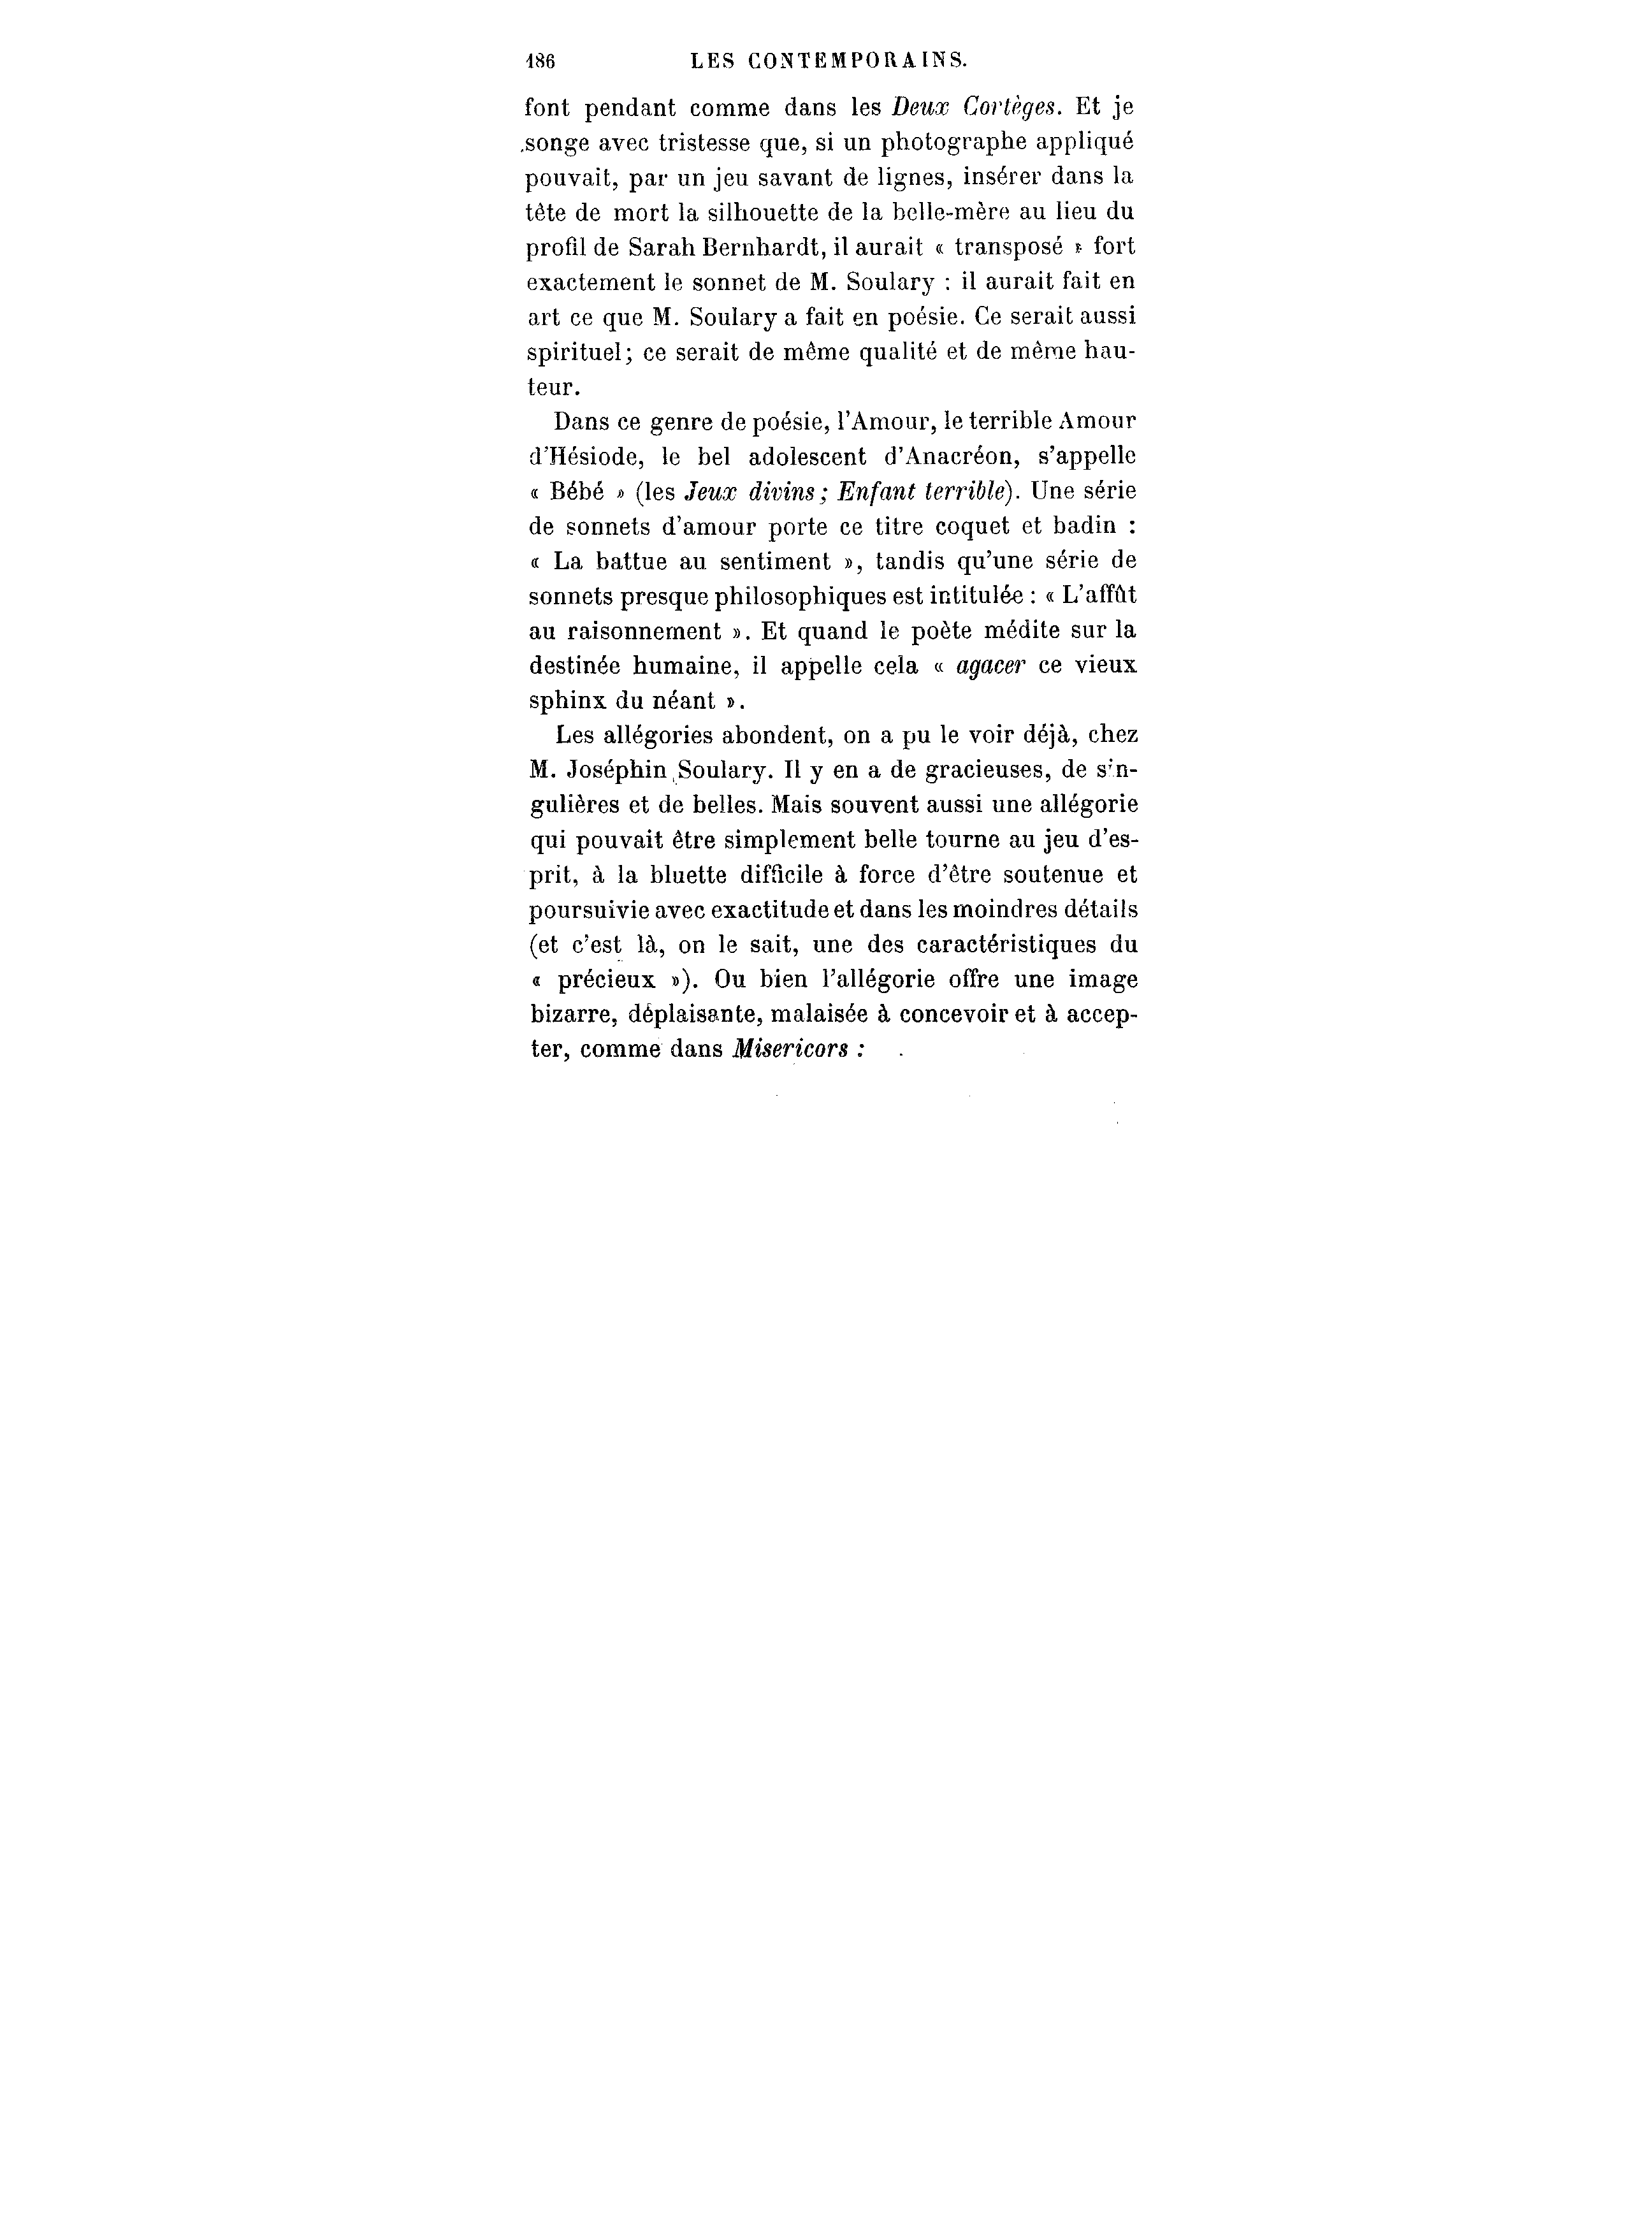 186 LES CONTEMPORAINS.
font pendant comme dans les Deux Cortèges. Et je
songe avec tristesse que, si un photographe appliqué
pouvait, par un jeu savant de lignes, insérer dans la
tête de mort la silhouette de la belle-mère au lieu du
profil de Sarah Bernhardt, il aurait « transposé » fort
exactement le sonnet de M. Soulary : il aurait fait en
art ce que M. Soulary a fait en poésie. Ce serait aussi
spirituel; ce serait de même qualité et de même hau-
teur.
Dans ce genre de poésie, l'Amour, le terrible Amour
d'Hésiode, le bel adolescent d'Anacréon, s'appelle
« Bébé » (les Jeux divins; Enfant terrible). Une série
de sonnets d'amour porte ce titre coquet et badin :
« La battue au sentiment », tandis qu'une série de
sonnets presque philosophiques est intitulée : « L'affût
au raisonnement ». Et quand le poète médite sur la
destinée humaine, il appelle cela « agacer ce vieux
sphinx du néant ».
Les allégories abondent, on a pu le voir déjà, chez
M. Joséphin Soulary. Il y en a de gracieuses, de sin-
gulières et de belles. Mais souvent aussi une allégorie
qui pouvait être simplement belle tourne au jeu d'es-
prit, à la bluette difficile à force d'être soutenue et
poursuivie avec exactitude et dans les moindres détails
(et c'est là, on le sait, une des caractéristiques du
« précieux »). Ou bien l'allégorie offre une image
bizarre, déplaisante, malaisée à concevoir et à accep-
ter, comme dans Misericors :